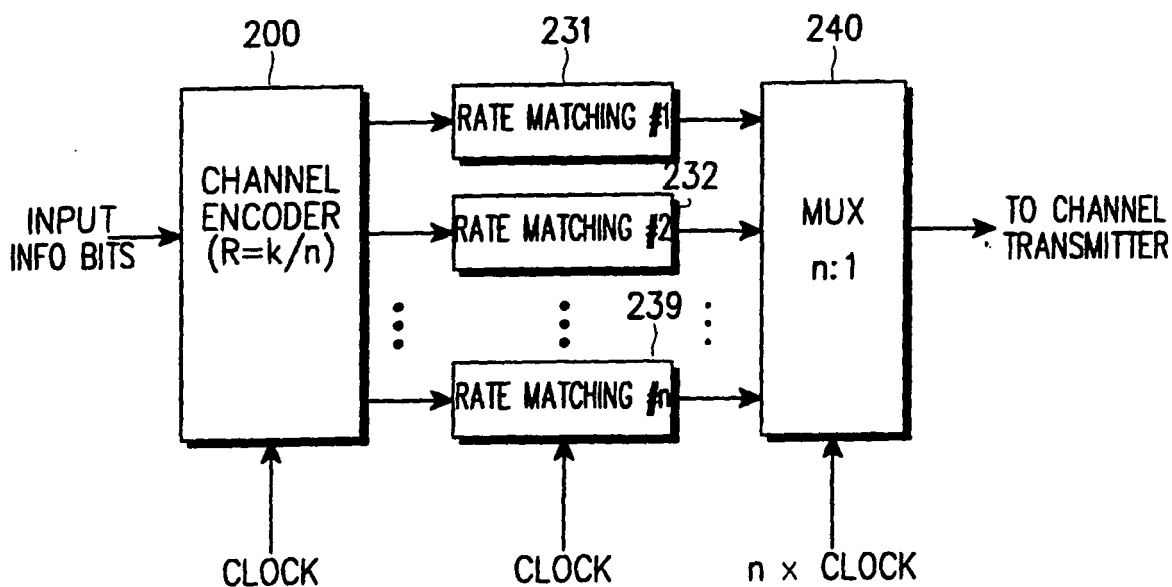 200
231
240
INPUT
INFO BITS
CHANNEL
ENCODER
(R=k/n)
RATE MATCHING #1
232
RATE MATCHING #2
239
RATE MATCHING #n
MUX
n:1
TO CHANNEL
TRANSMITTER
CLOCK
CLOCK
n x CLOCK